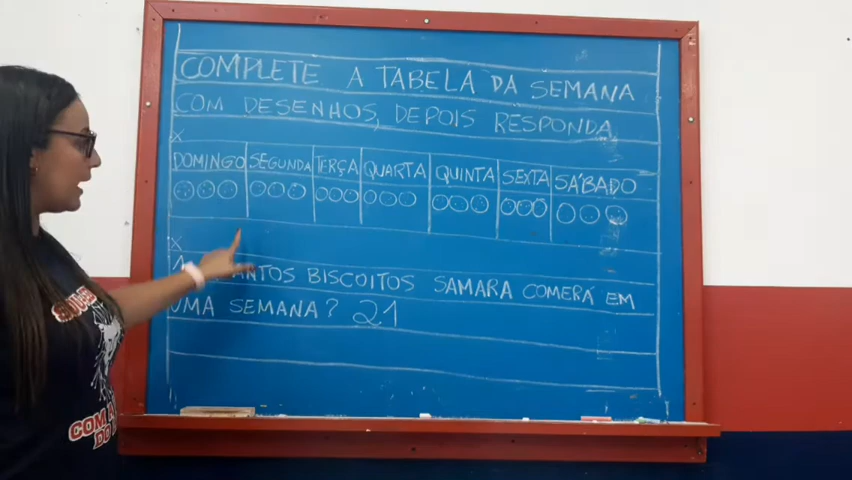 COMPLETE A TABELA DA SEMANA
COM DESENHOS, DEPOIS RESPONDA
X
DOMINGO SEGUNDA TERÇA QUARTA QUINTA SEXTA SÁBADO
X
BISCOITOS SAMARA COMERÁ EM
UMA SEMANA? 21